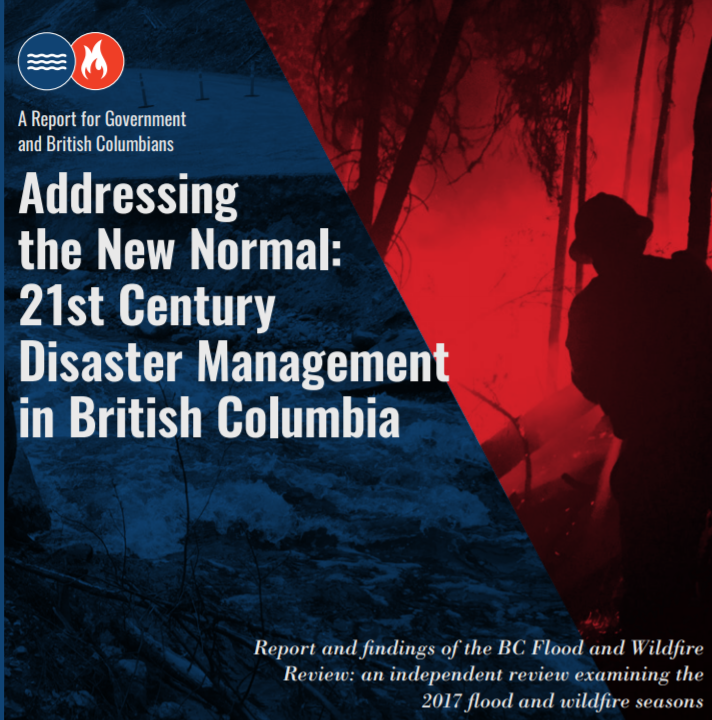 A Report for Government
and British Columbians
Addressing
the New Normal:
21st Century
Disaster Management
in British Columbia
Report and findings of the BC Flood and Wildfire
Review: an independent review examining the
2017 flood and wildfire seasons